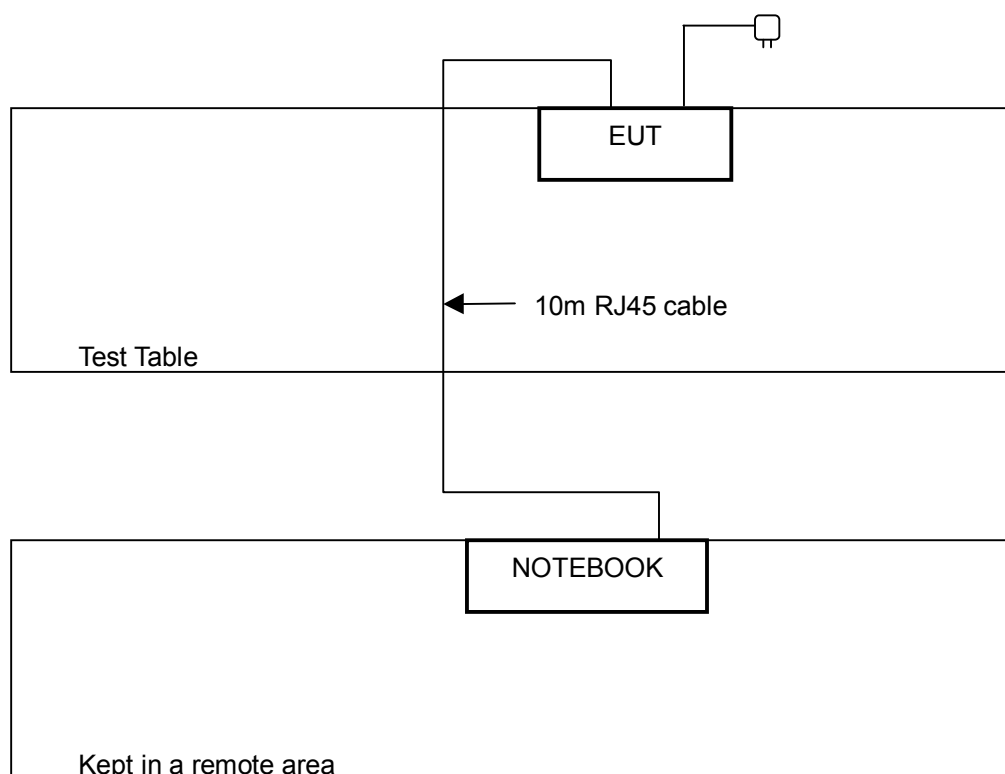 EUT
10m RJ45 cable
Test Table
NOTEBOOK
Kept in a remote area